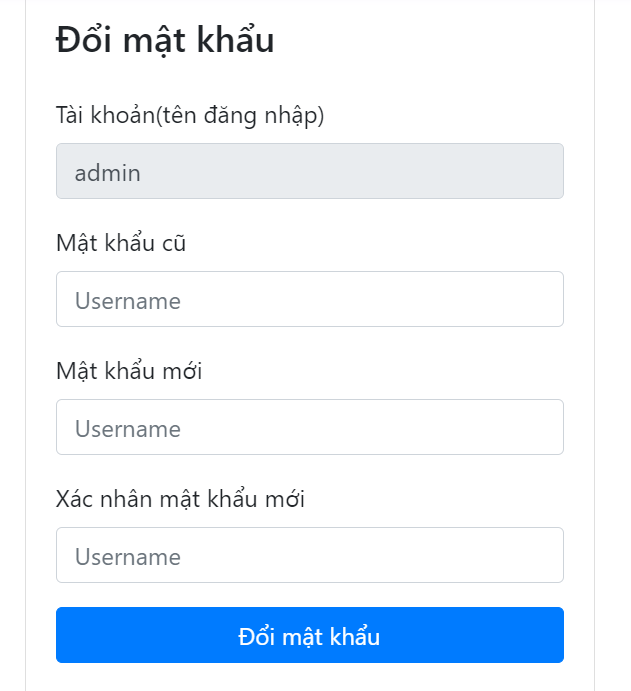 Đổi mật khẩu
Tài khoản(tên đăng nhập)
admin
Mật khẩu cũ
Username
Mật khẩu mới
Username
Xác nhân mật khẩu mới
Username
Đổi mật khẩu